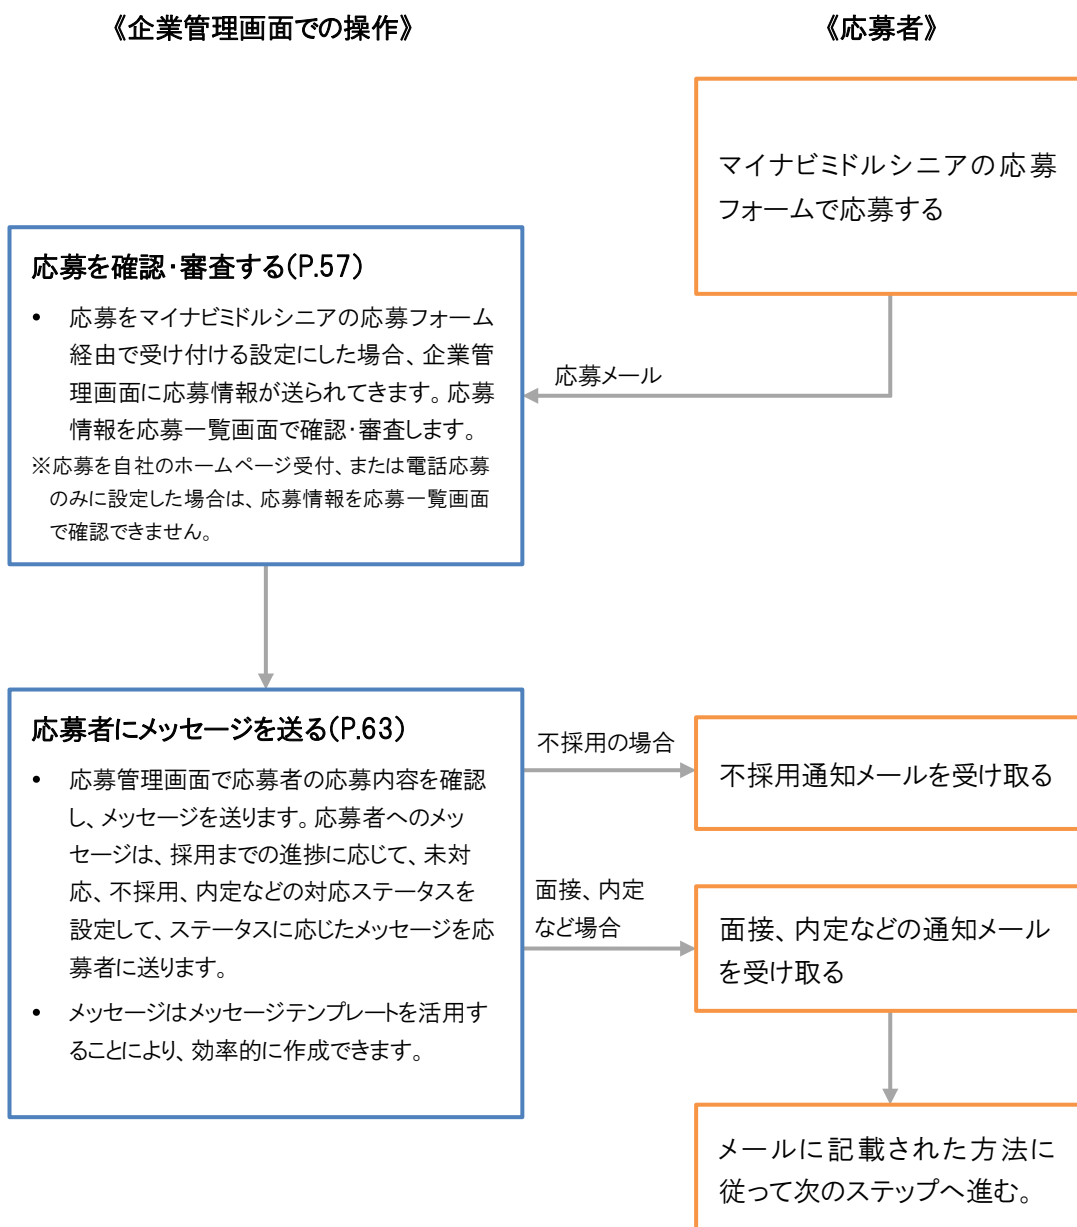 《企業管理画面での操作》
《応募者》
マイナビミドルシニアの応募
フォームで応募する
応募を確認・審査する(P.57)
• 応募をマイナビミドルシニアの応募フォーム
経由で受け付ける設定にした場合、企業管
理画面に応募情報が送られてきます。応募
情報を応募一覧画面で確認・審査します。
※応募を自社のホームページ受付、または電話応募
のみに設定した場合は、応募情報を応募一覧画面
で確認できません。
応募メール
応募者にメッセージを送る(P.63)
• 応募管理画面で応募者の応募内容を確認
し、メッセージを送ります。応募者へのメッ
セージは、採用までの進捗に応じて、未対
応、不採用、内定などの対応ステータスを
設定して、ステータスに応じたメッセージを応
募者に送ります。
• メッセージはメッセージテンプレートを活用す
ることにより、効率的に作成できます。
不採用の場合
不採用通知メールを受け取る
面接、内定
など場合
面接、内定などの通知メール
を受け取る
メールに記載された方法に
従って次のステップへ進む。